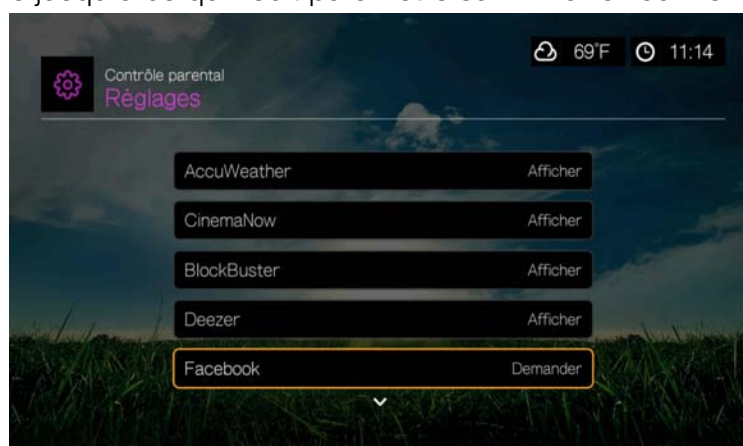 69°F 11:14
Contrôle parental
Réglages
AccuWeather Afficher
CinemaNow Afficher
BlockBuster Afficher
Deezer Afficher
Facebook Demander